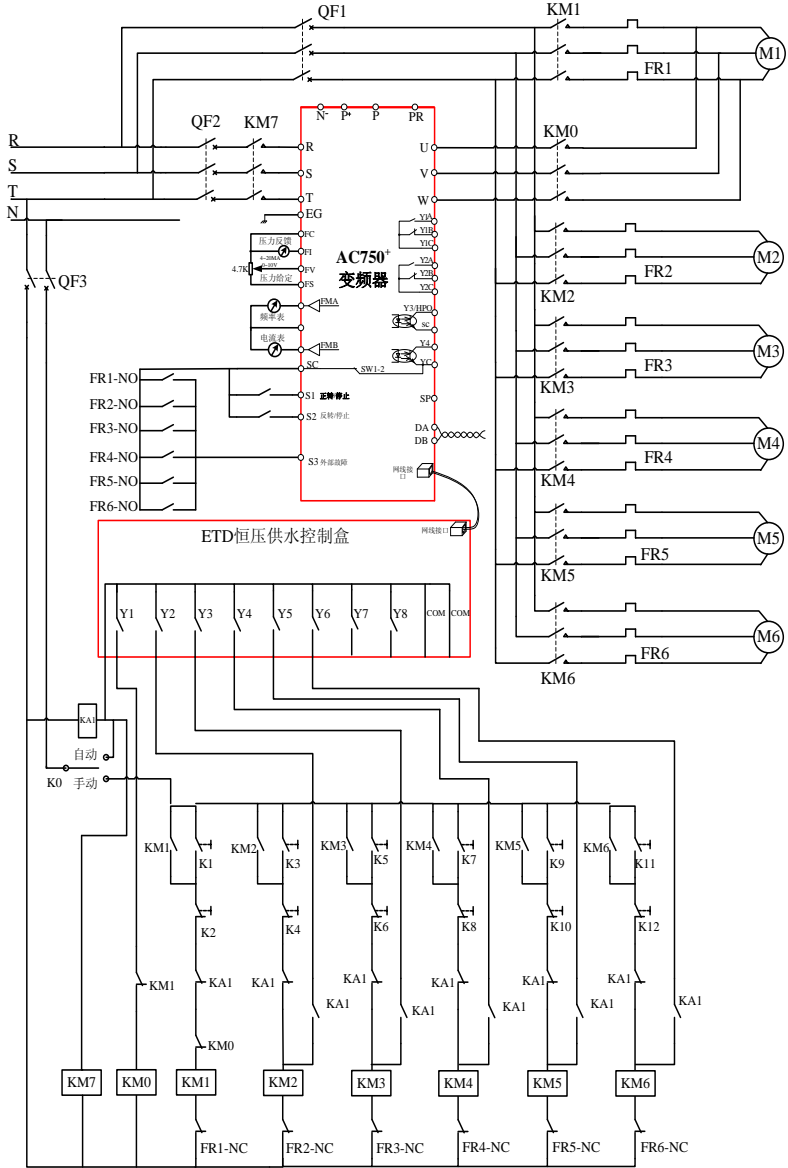 QF1
KM1
M1
FR1
N- P+ P PR
QF2 KM7
KM0
R
R
U
S
S
V
T
T
W
N
EG
QF3
FC
压力反馈
FI
4~20MA
0~10V
4.7K
FV
压力给定
FS
AC750+
变频器
Y1A
Y1B
Y1C
Y2A
Y2B
Y2C
FMA
频率表
电流表
FMB
Y3/HPO
sc
Y4
YC
SC
SW1-2
S1 正转/停止
S2 反转/停止
SP
DA
DB
S3 外部故障
网线接
口
FR1-NO
FR2-NO
FR3-NO
FR4-NO
FR5-NO
FR6-NO
M2
FR2
KM2
M3
FR3
KM3
M4
FR4
KM4
M5
FR5
KM5
M6
FR6
KM6
ETD恒压供水控制盒
网线接口
Y1 Y2 Y3 Y4 Y5 Y6 Y7 Y8 COM COM
KA1
自动
K0 手动
KM1 K1 KM2 K3 KM3 K5 KM4 K7 KM5 K9 KM6 K11
K2 K4 K6 K8 K10 K12
KM1 KA1 KA1 KA1 KA1 KA1 KA1
KA1 KA1 KA1 KA1 KA1
KM0
KM7 KM0 KM1 KM2 KM3 KM4 KM5 KM6
FR1-NC FR2-NC FR3-NC FR4-NC FR5-NC FR6-NC